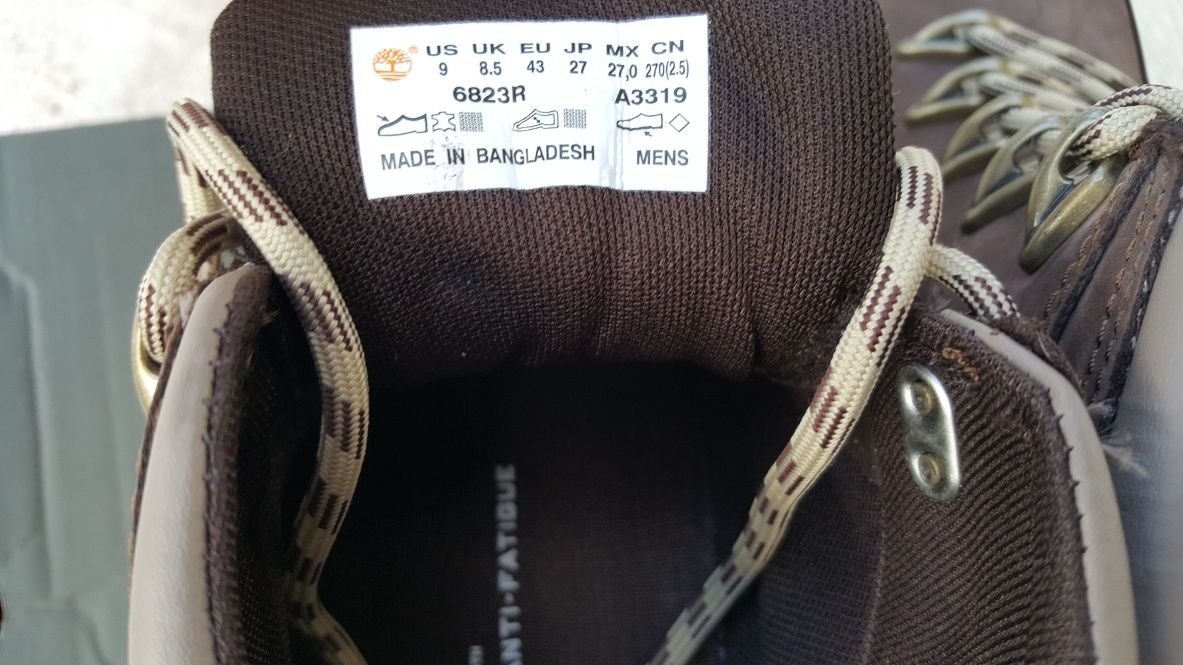 ® US UK EU JP MX CN
9 8.5 43 27 27,0 270(2.5)
6823R A3319
MADE IN BANGLADESH MENS
ANTI-FATIGUE